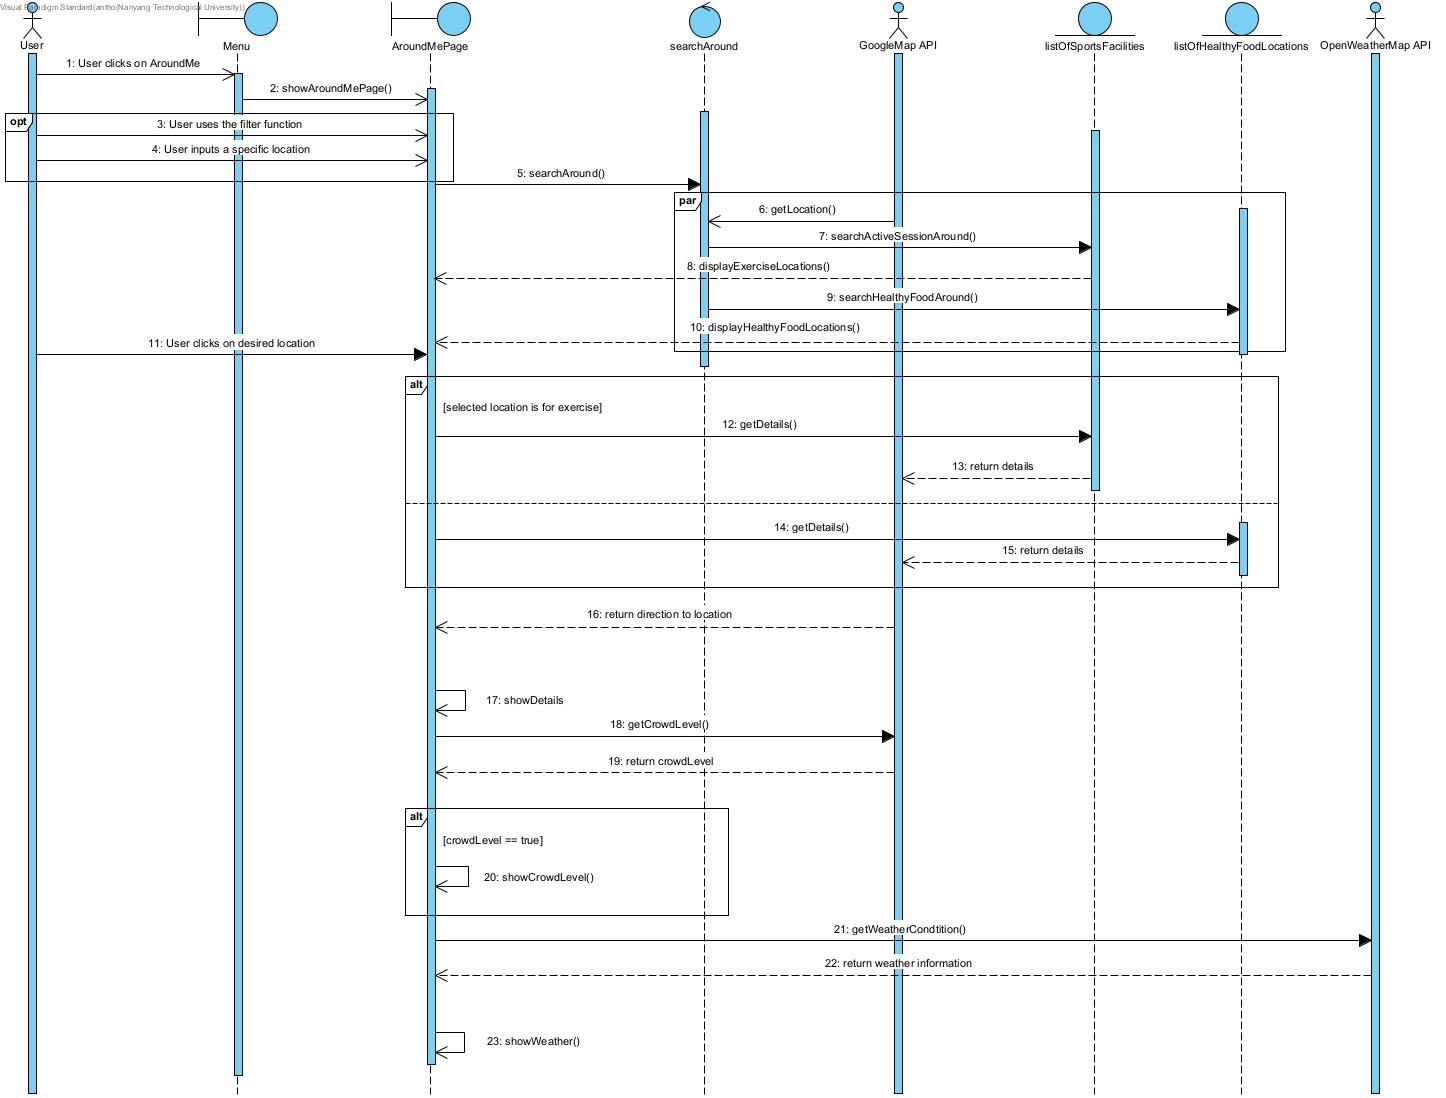 Visual Paradigm Standard(antho(Nanyang Technological University))
User
Menu
AroundMePage
searchAround
GoogleMap API
listOfSportsFacilities
listOfHealthyFoodLocations
OpenWeatherMap API
1: User clicks on AroundMe
2: showAroundMePage()
opt
3: User uses the filter function
4: User inputs a specific location
5: searchAround()
par
6: getLocation()
7: searchActiveSessionAround()
8: displayExerciseLocations()
9: searchHealthyFoodAround()
10: displayHealthyFoodLocations()
11: User clicks on desired location
alt
[selected location is for exercise]
12: getDetails()
13: return details
14: getDetails()
15: return details
16: return direction to location
17: showDetails
18: getCrowdLevel()
19: return crowdLevel
alt
[crowdLevel == true]
20: showCrowdLevel()
21: getWeatherCondtition()
22: return weather information
23: showWeather()